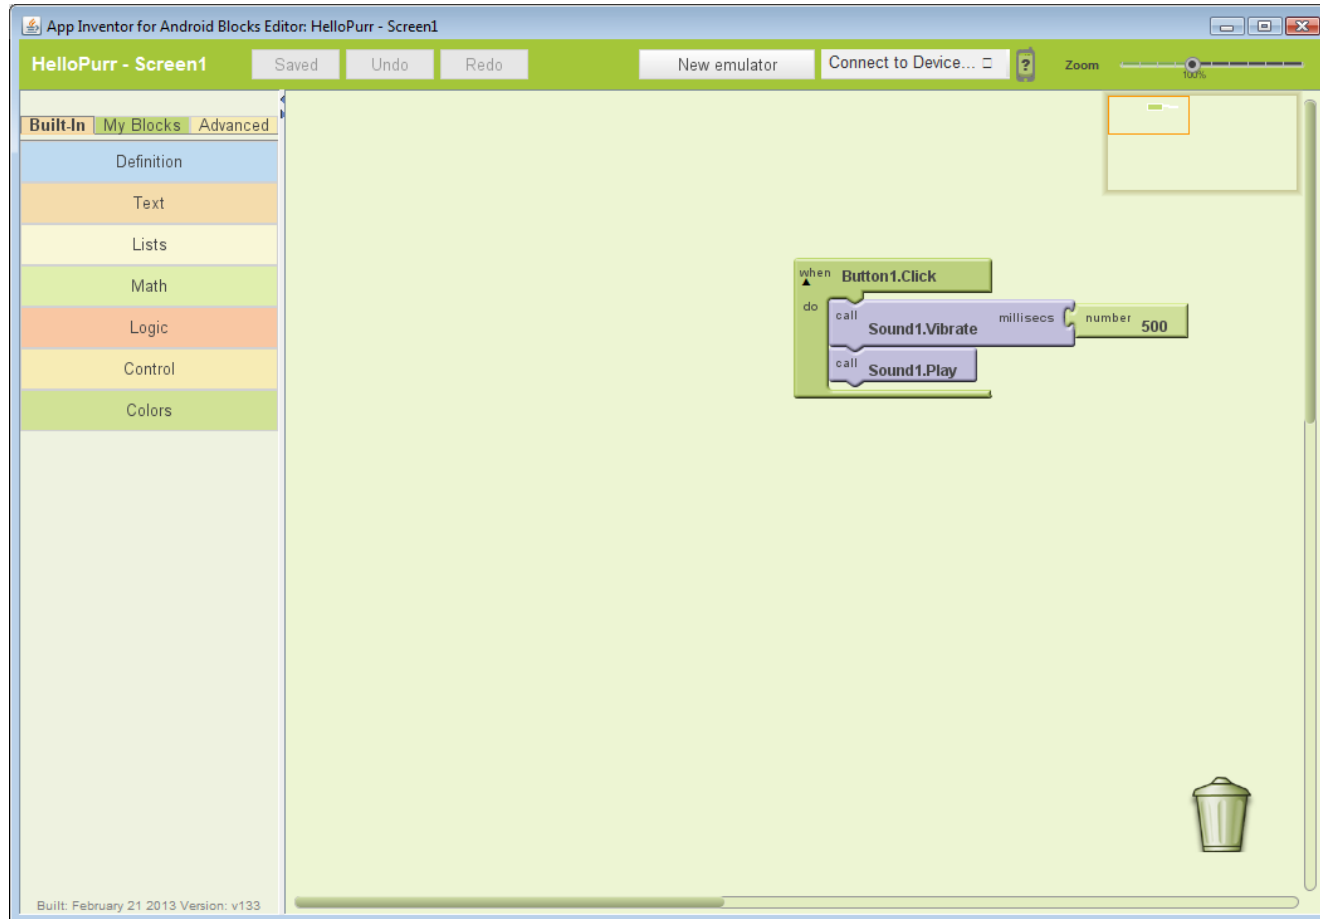 App Inventor for Android Blocks Editor: HelloPurr - Screen1
HelloPurr - Screen1 Saved Undo Redo New emulator Connect to Device... ? Zoom
100%
Built-In My Blocks Advanced
Definition
Text
Lists
Math
Logic
Control
Colors
when Button1.Click
do
call Sound1.Vibrate millisecs number 500
call Sound1.Play
Built: February 21 2013 Version: v133